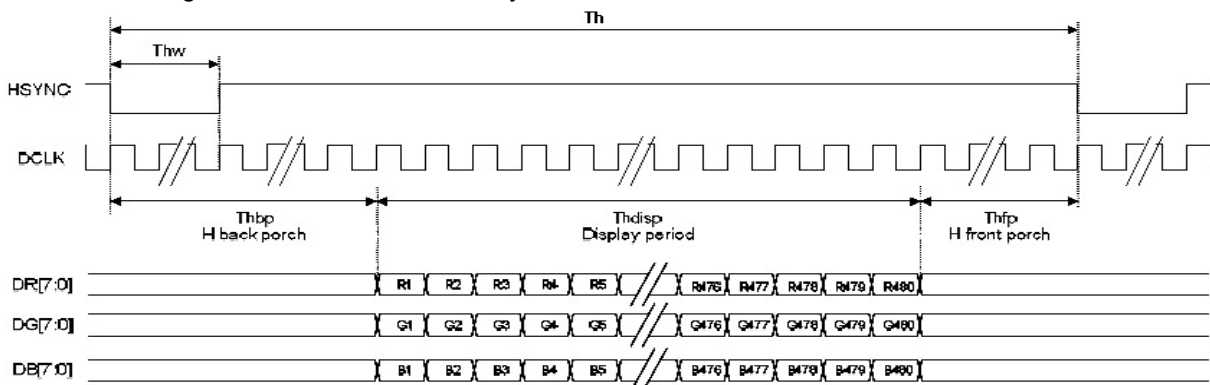 Th
Thw
HSYNC
DCLK
Thbp
H back porch
Thdisp
Display period
Thfp
H front porch
DR[7:0] R1 R2 R3 R4 R5 R476 R477 R478 R479 R480
DG[7:0] G1 G2 G3 G4 G5 G476 G477 G478 G479 G480
DB[7:0] B1 B2 B3 B4 B5 B476 B477 B478 B479 B480